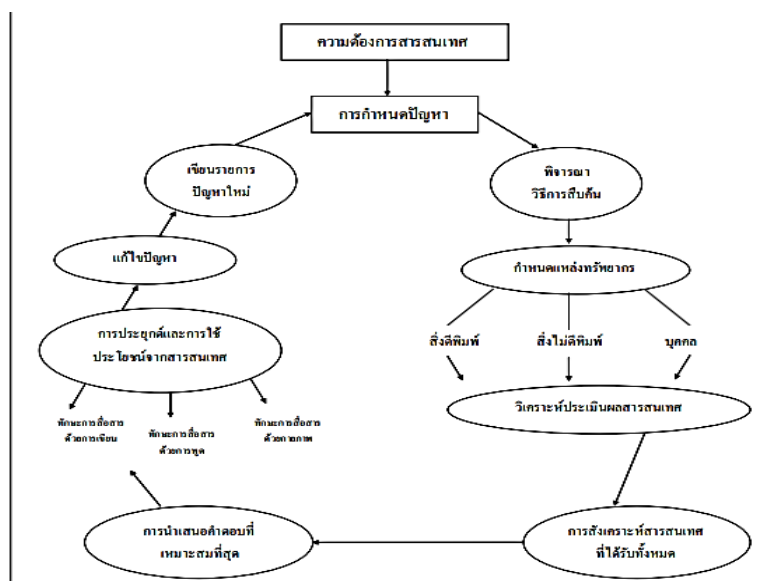 ความต้องการสารสนเทศ
การกำหนดปัญหา
เขียนรายการ
ปัญหาใหม่
พิจารณา
วิธีการสืบค้น
แก้ไขปัญหา
กำหนดแหล่งทรัพยากร
การประยุกต์และการใช้
ประโยชน์จากสารสนเทศ
สิ่งตีพิมพ์
สิ่งไม่ตีพิมพ์
บุคคล
วิเคราะห์ประเมินผลสารสนเทศ
ทักษะการสื่อสาร
ด้วยการเขียน
ทักษะการสื่อสาร
ด้วยการพูด
ทักษะการสื่อสาร
ด้วยกายภาพ
การนำเสนอคำตอบที่
เหมาะสมที่สุด
การสังเคราะห์สารสนเทศ
ที่ได้รับทั้งหมด